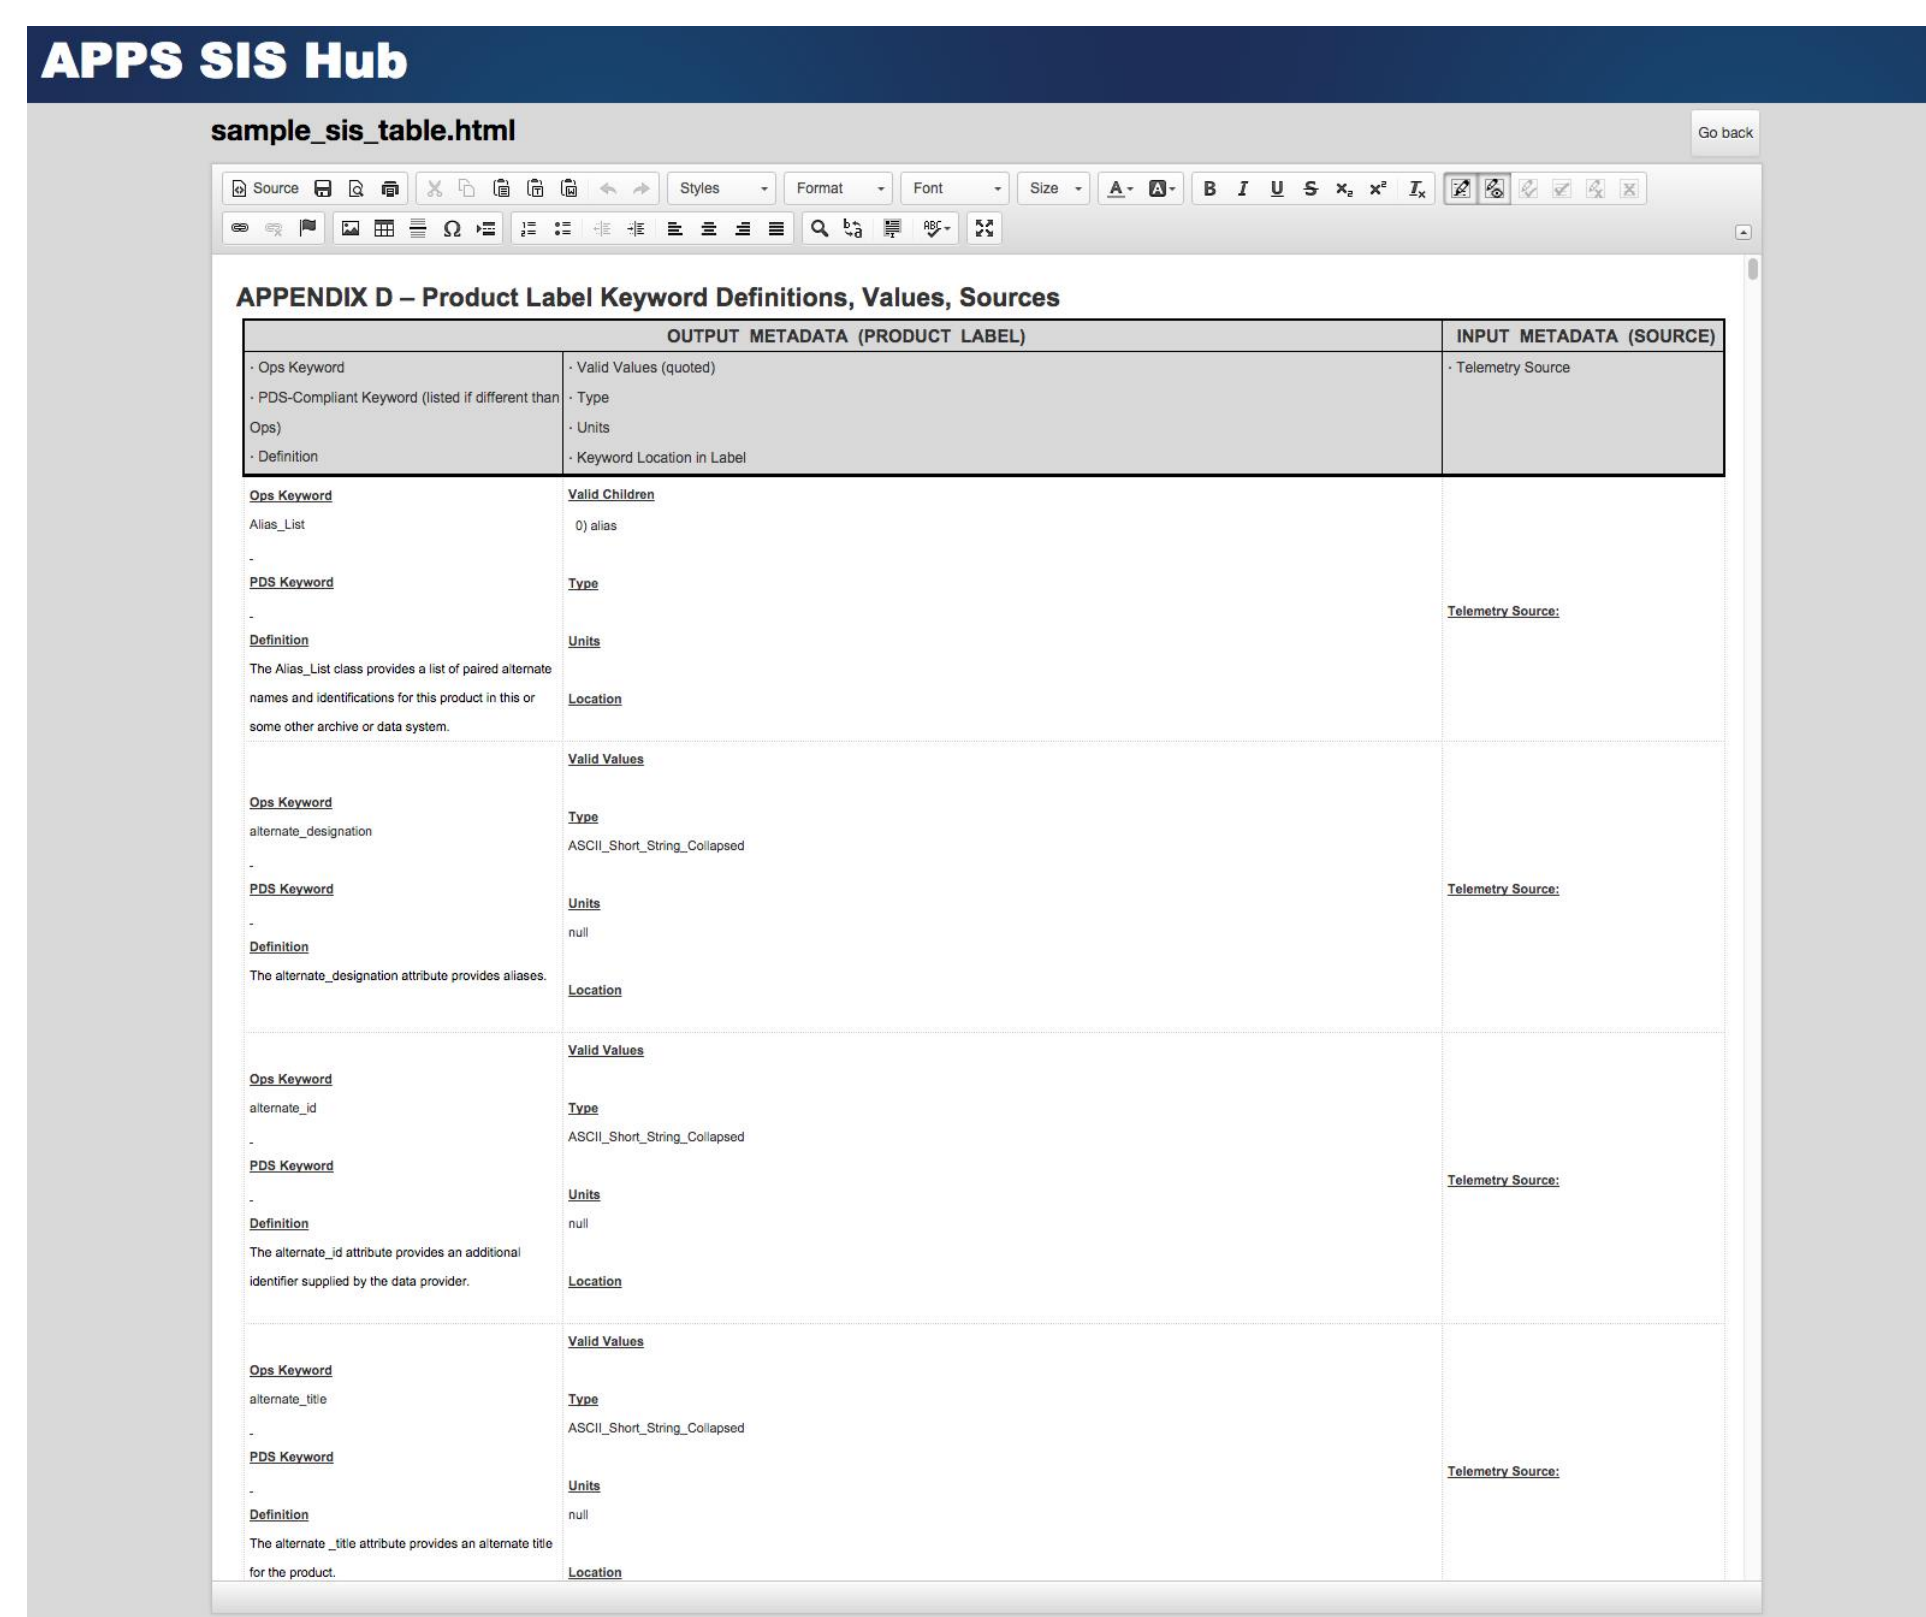 APPS SIS Hub
sample_sis_table.html
Go back
Source
Styles
Format
Font
Size
A
A
B I U S x₂ x² Tx
Ω
ABC
APPENDIX D – Product Label Keyword Definitions, Values, Sources
OUTPUT METADATA (PRODUCT LABEL)
INPUT METADATA (SOURCE)
· Ops Keyword
· PDS-Compliant Keyword (listed if different than
Ops)
· Definition
· Valid Values (quoted)
· Type
· Units
· Keyword Location in Label
· Telemetry Source
Ops Keyword
Alias_List
-
PDS Keyword
-
Definition
The Alias_List class provides a list of paired alternate
names and identifications for this product in this or
some other archive or data system.
Valid Children
0) alias
Type
Units
Location
Telemetry Source:
Ops Keyword
alternate_designation
-
PDS Keyword
-
Definition
The alternate_designation attribute provides aliases.
Valid Values
Type
ASCII_Short_String_Collapsed
Units
null
Location
Telemetry Source:
Ops Keyword
alternate_id
-
PDS Keyword
-
Definition
The alternate_id attribute provides an additional
identifier supplied by the data provider.
Valid Values
Type
ASCII_Short_String_Collapsed
Units
null
Location
Telemetry Source:
Ops Keyword
alternate_title
-
PDS Keyword
-
Definition
The alternate _title attribute provides an alternate title
for the product.
Valid Values
Type
ASCII_Short_String_Collapsed
Units
null
Location
Telemetry Source: